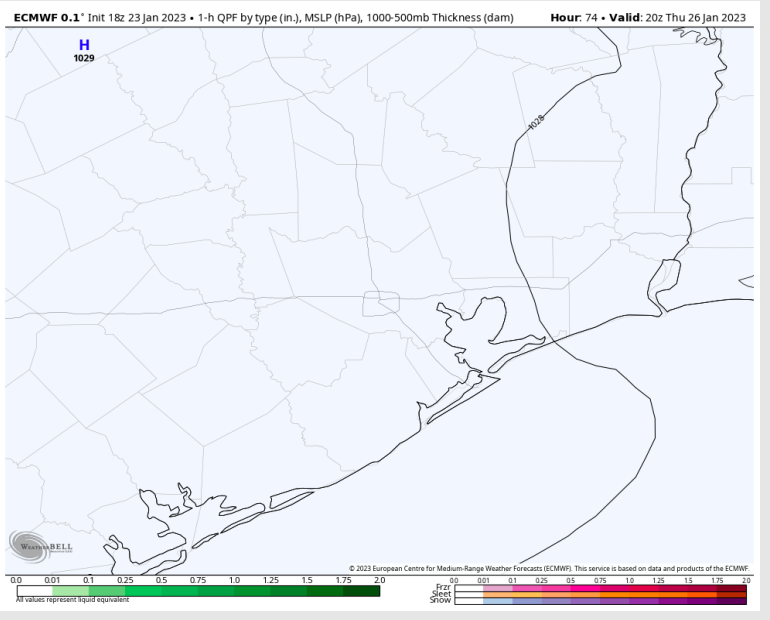 ECMWF 0.1° Init 18z 23 Jan 2023 • 1-h QPF by type (in.), MSLP (hPa), 1000-500mb Thickness (dam) Hour: 74 • Valid: 20z Thu 26 Jan 2023
H
1029
1028
WEATHERBELL
© 2023 European Centre for Medium-Range Weather Forecasts (ECMWF). This service is based on data and products of the ECMWF.
0.0 0.01 0.1 0.25 0.5 0.75 1.0 1.25 1.5 1.75 2.0
All values represent liquid equivalent
0.0 0.01 0.1 0.25 0.5 0.75 1.0 1.25 1.5 1.75 2.0
Frzr
Sleet
Snow